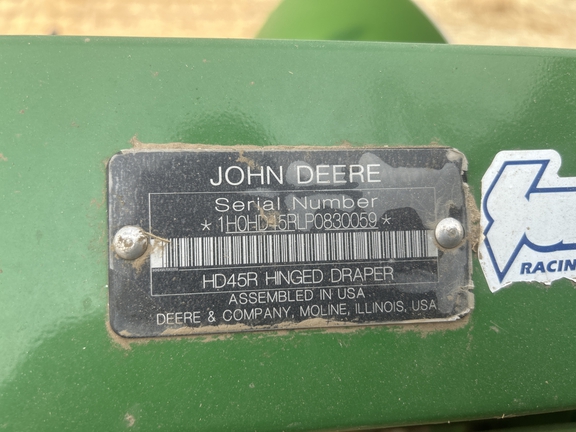 JOHN DEERE
Serial Number
*1H0HD45RLP0830059*
HD45R HINGED DRAPER
ASSEMBLED IN USA
DEERE & COMPANY, MOLINE, ILLINOIS, USA
RACIN